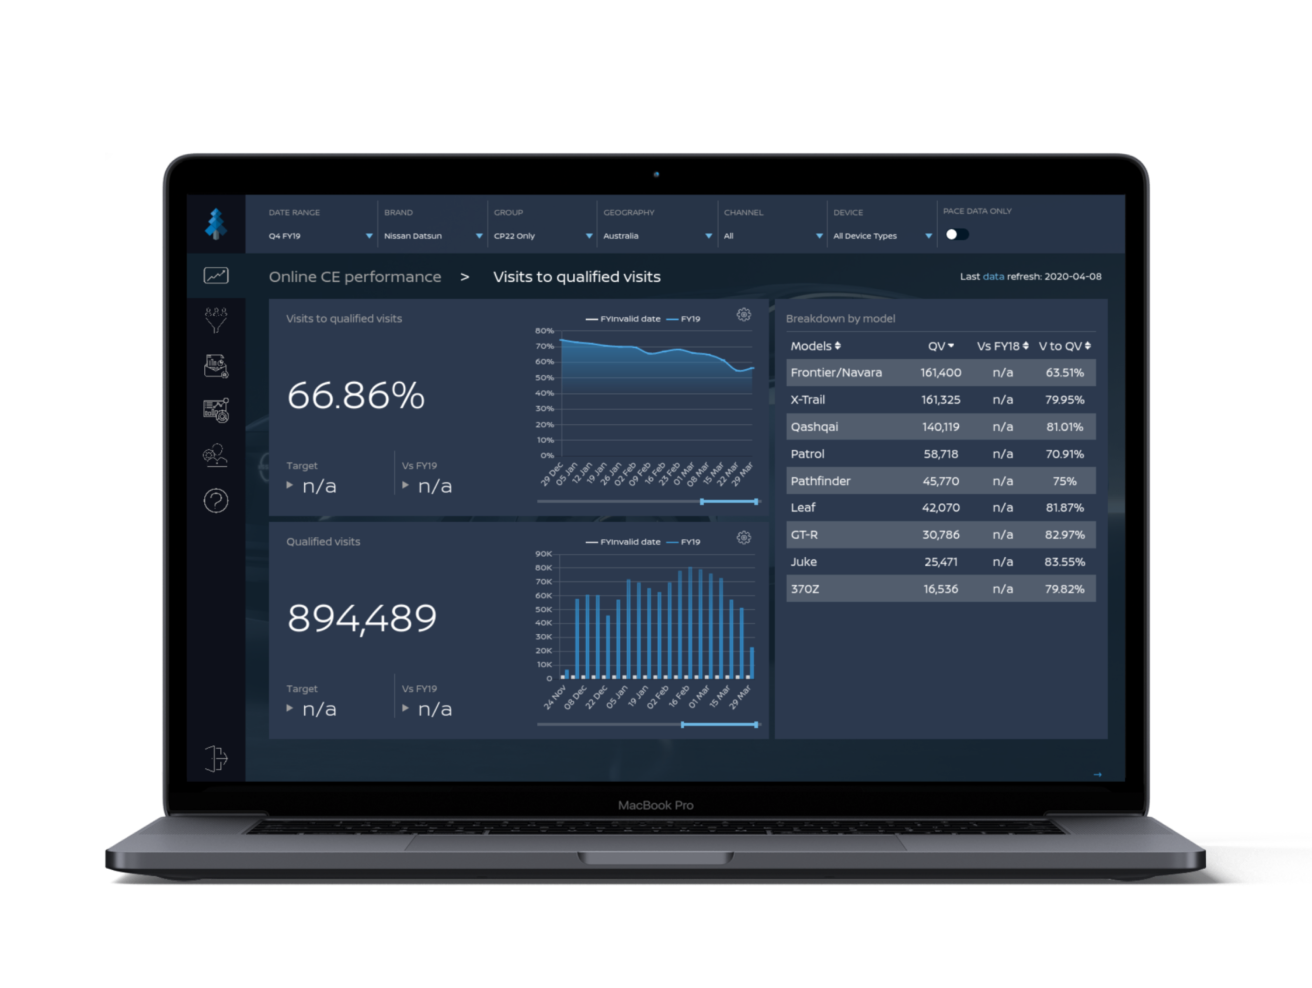 DATE RANGE BRAND GROUP GEOGRAPHY CHANNEL DEVICE PACE DATA ONLY
Q4 FY19 Nissan Datsun CP22 Only Australia All All Device Types
Online CE performance > Visits to qualified visits Last data refresh: 2020-04-08
Visits to qualified visits
FYInvalid date FY19
80%
70%
60%
50%
40%
30%
20%
10%
0%
29 Dec 05 Jan 12 Jan 19 Jan 26 Jan 02 Feb 09 Feb 16 Feb 23 Feb 01 Mar 08 Mar 15 Mar 22 Mar 29 Mar
66.86%
Target Vs FY19
n/a n/a
Qualified visits
FYInvalid date FY19
90K
80K
70K
60K
50K
40K
30K
20K
10K
0
24 Nov 08 Dec 22 Dec 05 Jan 19 Jan 02 Feb 16 Feb 01 Mar 15 Mar 29 Mar
894,489
Target Vs FY19
n/a n/a
Breakdown by model
Models QV Vs FY18 V to QV
Frontier/Navara 161,400 n/a 63.51%
X-Trail 161,325 n/a 79.95%
Qashqai 140,119 n/a 81.01%
Patrol 58,718 n/a 70.91%
Pathfinder 45,770 n/a 75%
Leaf 42,070 n/a 81.87%
GT-R 30,786 n/a 82.97%
Juke 25,471 n/a 83.55%
370Z 16,536 n/a 79.82%
MacBook Pro